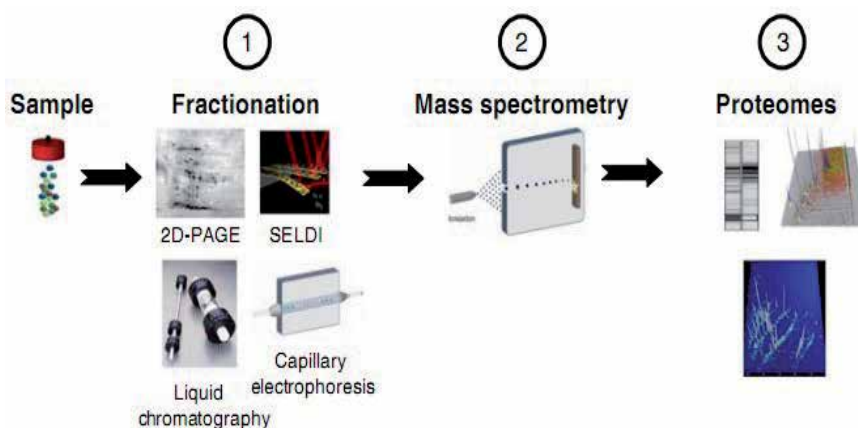 1
2
3
Sample
Fractionation
Mass spectrometry
Proteomes
2D-PAGE
SELDI
Liquid
chromatography
Capillary
electrophoresis